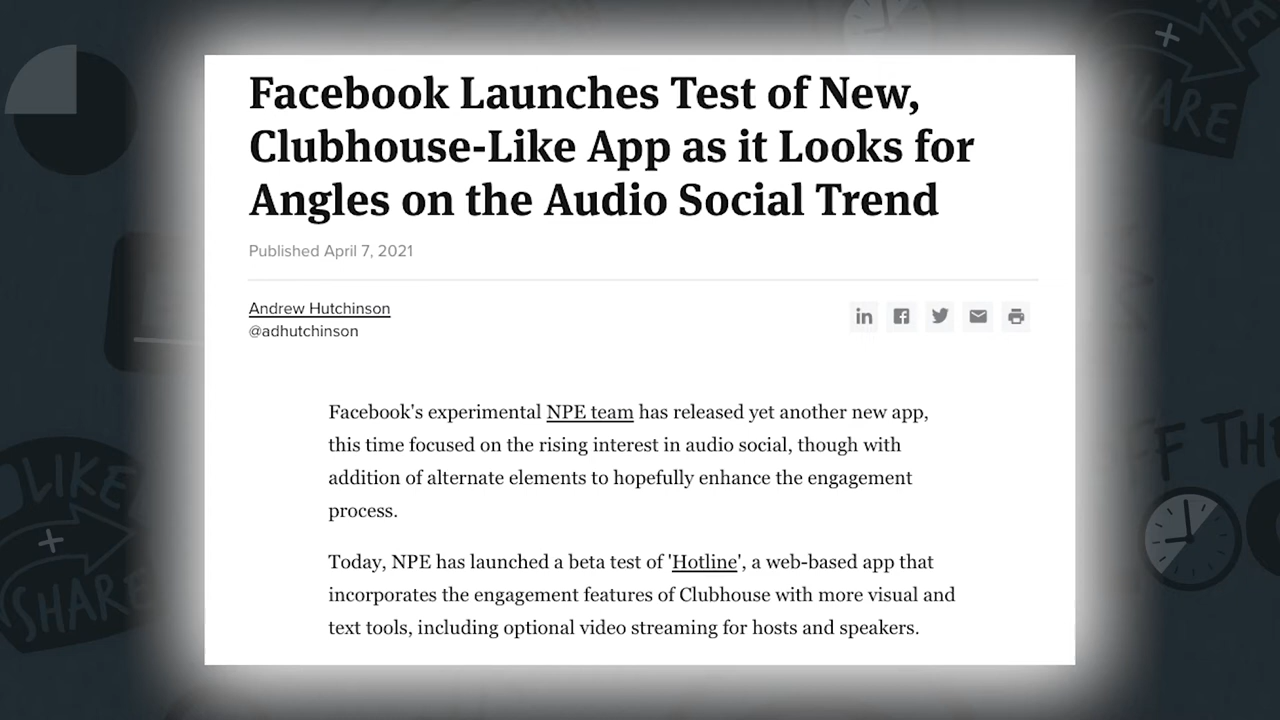 Facebook Launches Test of New,
Clubhouse-Like App as it Looks for
Angles on the Audio Social Trend
Published April 7, 2021
Andrew Hutchinson
@adhutchinson
in
Facebook's experimental NPE team has released yet another new app,
this time focused on the rising interest in audio social, though with
addition of alternate elements to hopefully enhance the engagement
process.
Today, NPE has launched a beta test of 'Hotline', a web-based app that
incorporates the engagement features of Clubhouse with more visual and
text tools, including optional video streaming for hosts and speakers.
LIKE
+
SHARE